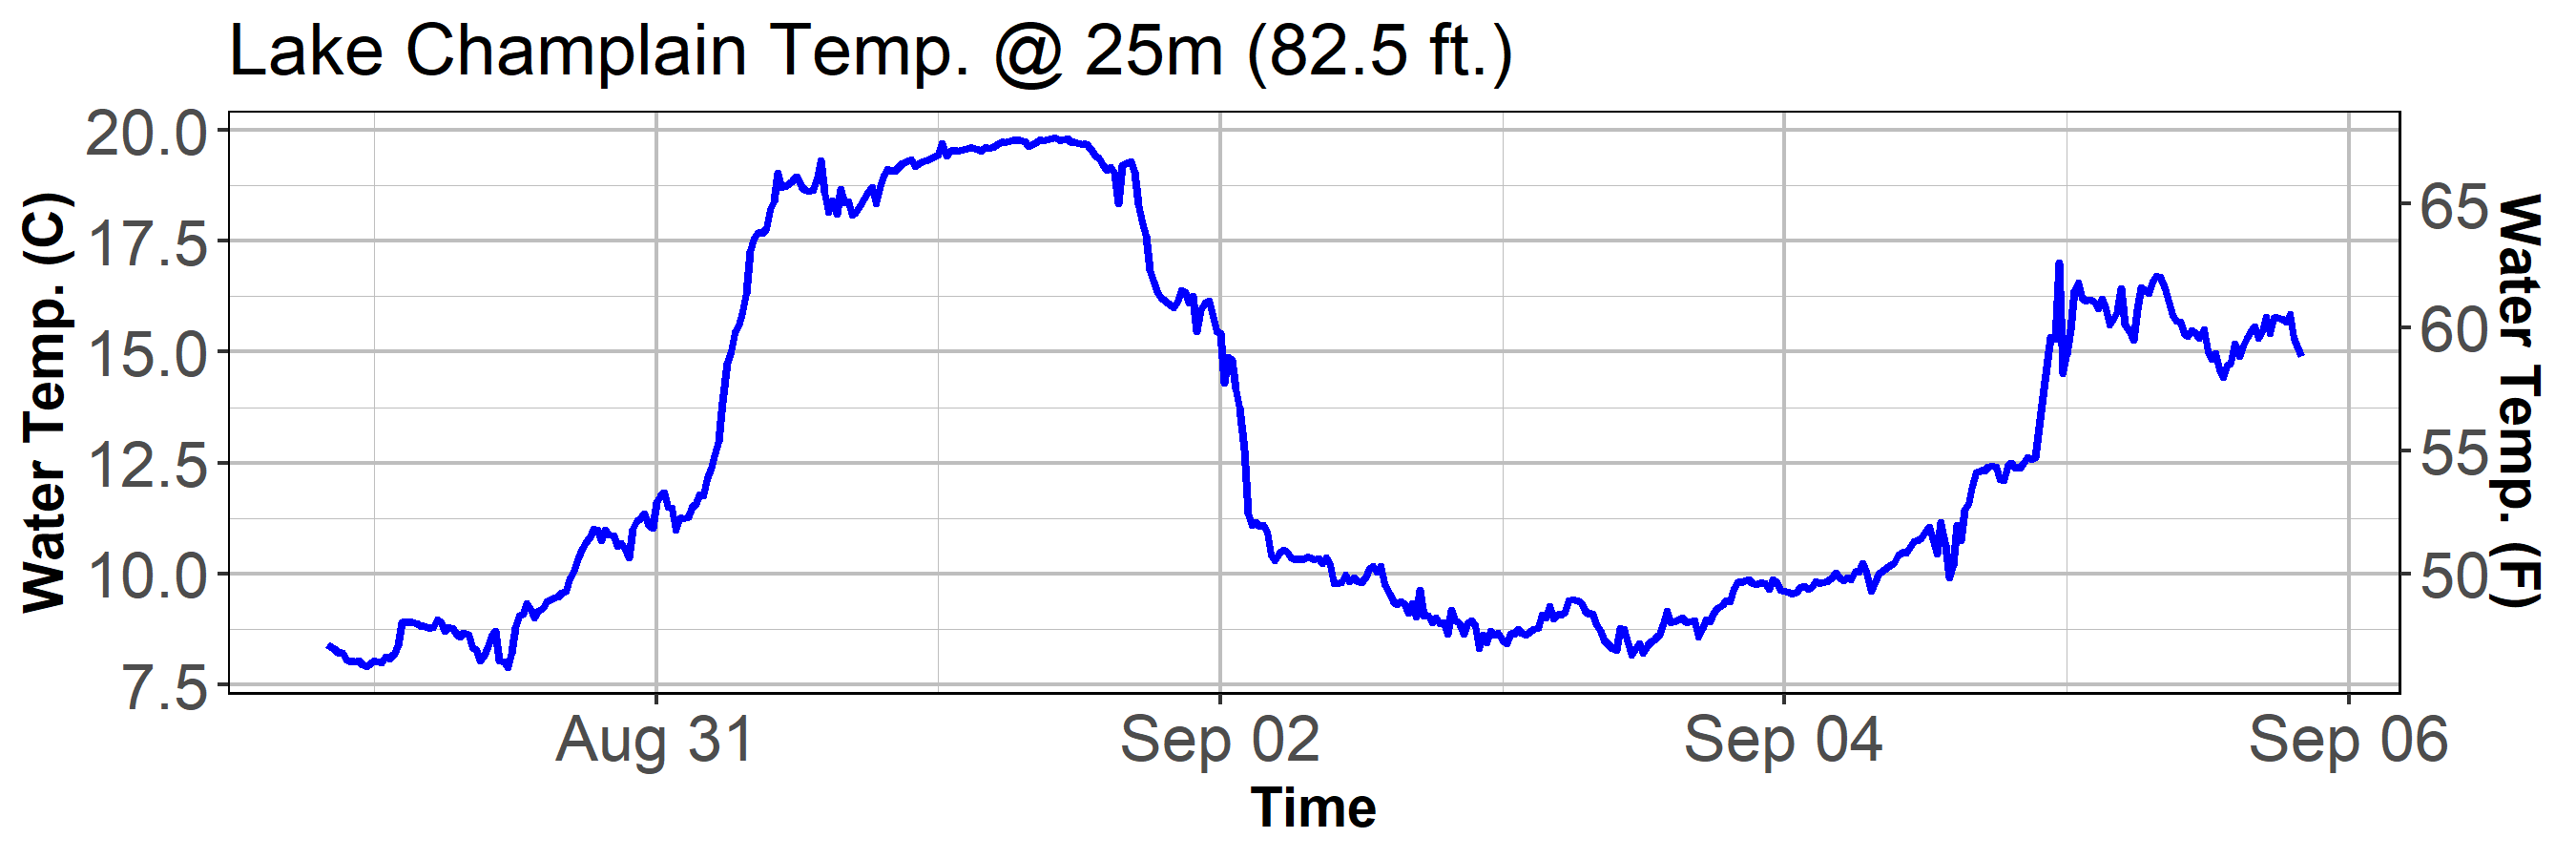 Lake Champlain Temp. @ 25m (82.5 ft.)
Water Temp. (C)
20.0
17.5
15.0
12.5
10.0
7.5
65
60
55
50
Water Temp. (F)
Aug 31
Sep 02
Sep 04
Sep 06
Time